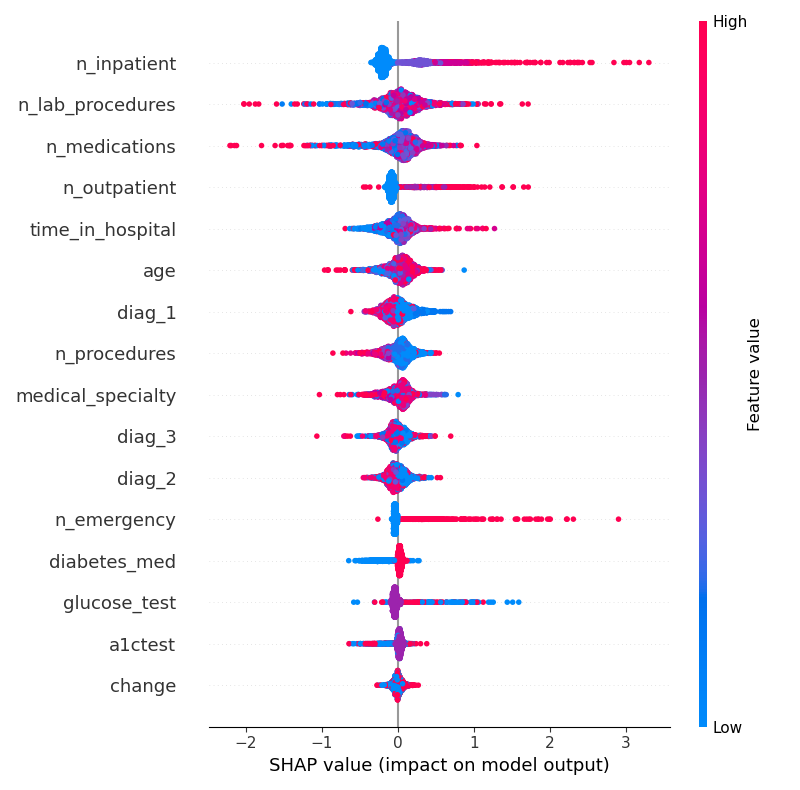 High
n_inpatient
n_lab_procedures
n_medications
n_outpatient
time_in_hospital
age
diag_1
n_procedures
medical_specialty
diag_3
diag_2
n_emergency
diabetes_med
glucose_test
a1ctest
change
Feature value
Low
−2 −1 0 1 2 3
SHAP value (impact on model output)